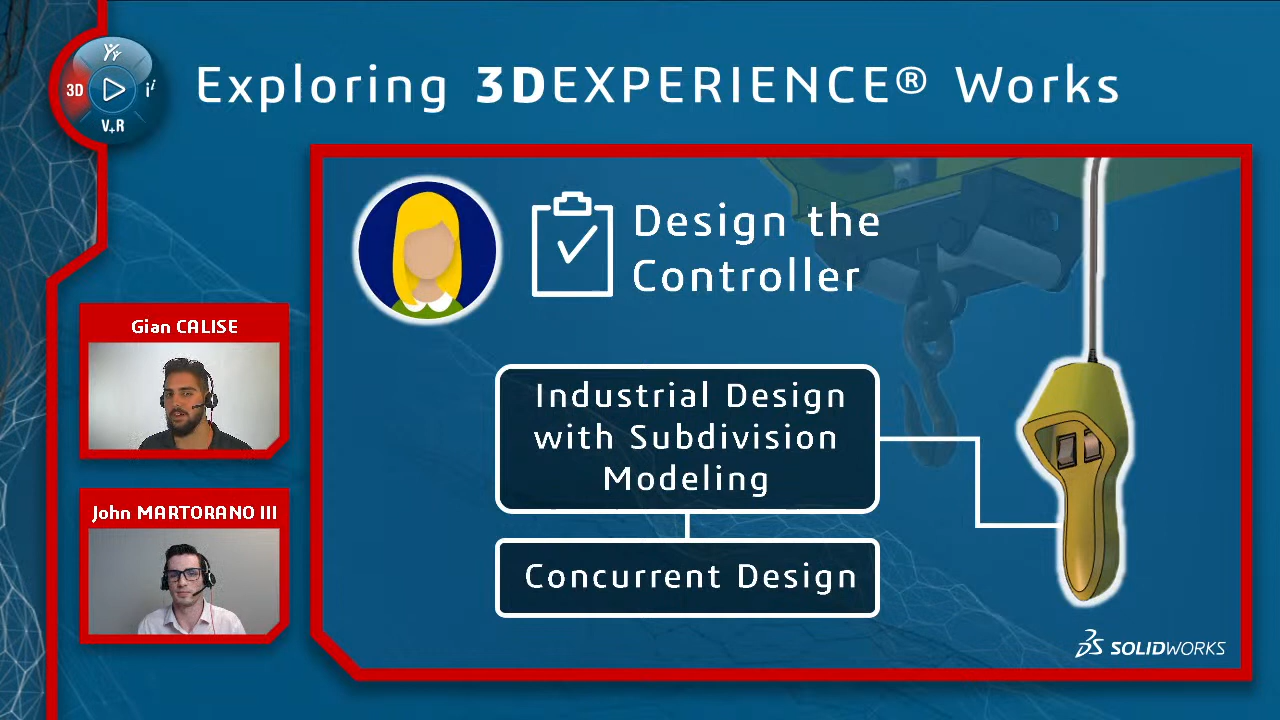 Exploring 3DEXPERIENCE® Works
3D
i
V+R
Design the
Controller
Gian CALISE
Industrial Design
with Subdivision
Modeling
John MARTORANO III
Concurrent Design
SOLIDWORKS